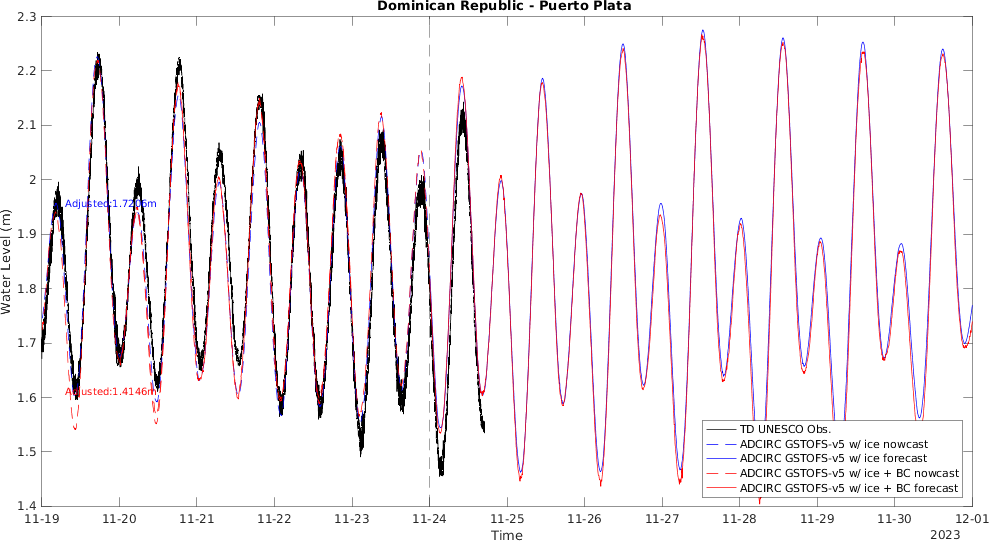 Dominican Republic - Puerto Plata
2.3
2.2
2.1
2
1.9
1.8
1.7
1.6
1.5
1.4
Water Level (m)
Adjusted:1.7206m
Adjusted:1.4146m
TD UNESCO Obs.
ADCIRC GSTOFS-v5 w/ ice nowcast
ADCIRC GSTOFS-v5 w/ ice forecast
ADCIRC GSTOFS-v5 w/ ice + BC nowcast
ADCIRC GSTOFS-v5 w/ ice + BC forecast
11-19 11-20 11-21 11-22 11-23 11-24 11-25 11-26 11-27 11-28 11-29 11-30 12-01
Time
2023